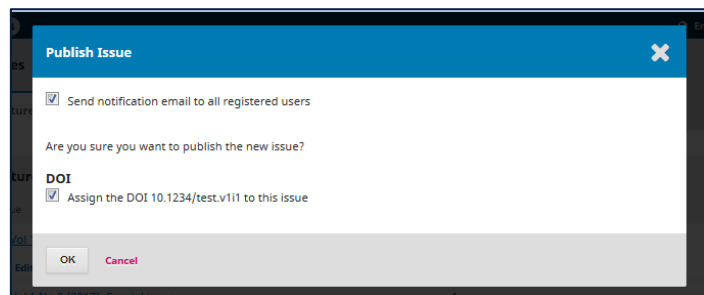 Publish Issue
Send notification email to all registered users
Are you sure you want to publish the new issue?
DOI
Assign the DOI 10.1234/test.v1i1 to this issue
OK Cancel
Edit